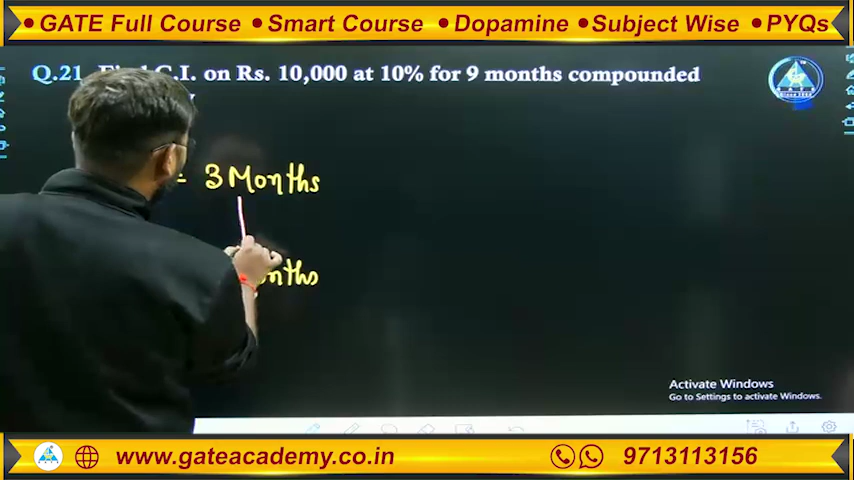 •GATE Full Course •Smart Course •Dopamine •Subject Wise •PYQs
Q.21 C.I. on Rs. 10,000 at 10% for 9 months compounded
= 3 Months
Activate Windows
Go to Settings to activate Windows.
www.gateacademy.co.in 9713113156